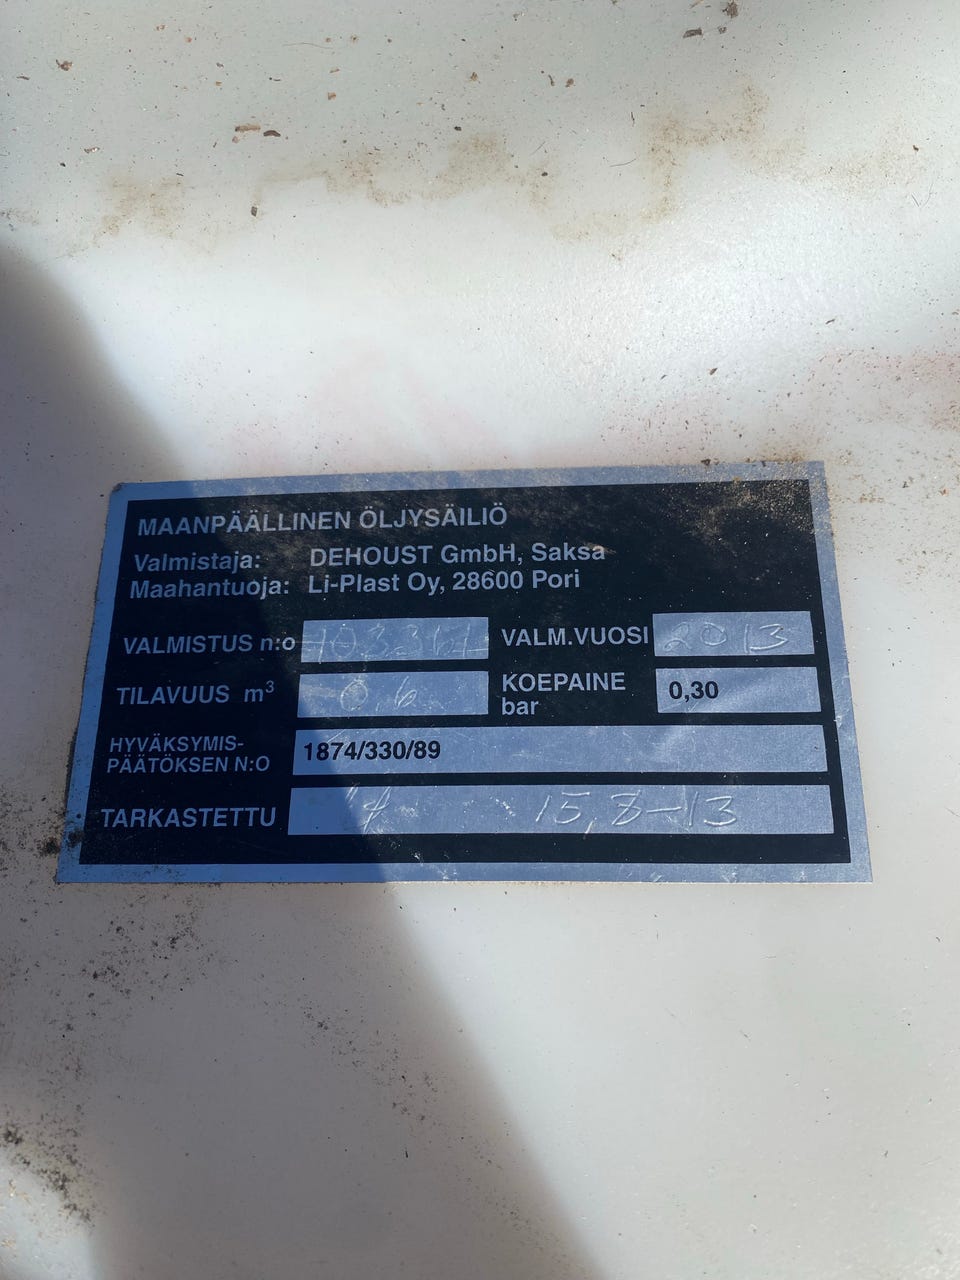 MAANPÄÄLLINEN ÖLJYSÄILIÖ
Valmistaja: DEHOUST GmbH, Saksa
Maahantuoja: Li-Plast Oy, 28600 Pori
VALMISTUS n:o VALM.VUOSI 2013
TILAVUUS m³ 0,6 KOEPAINE bar 0,30
HYVÄKSYMIS-
PÄÄTÖKSEN N:O 1874/330/89
TARKASTETTU 15,8-13